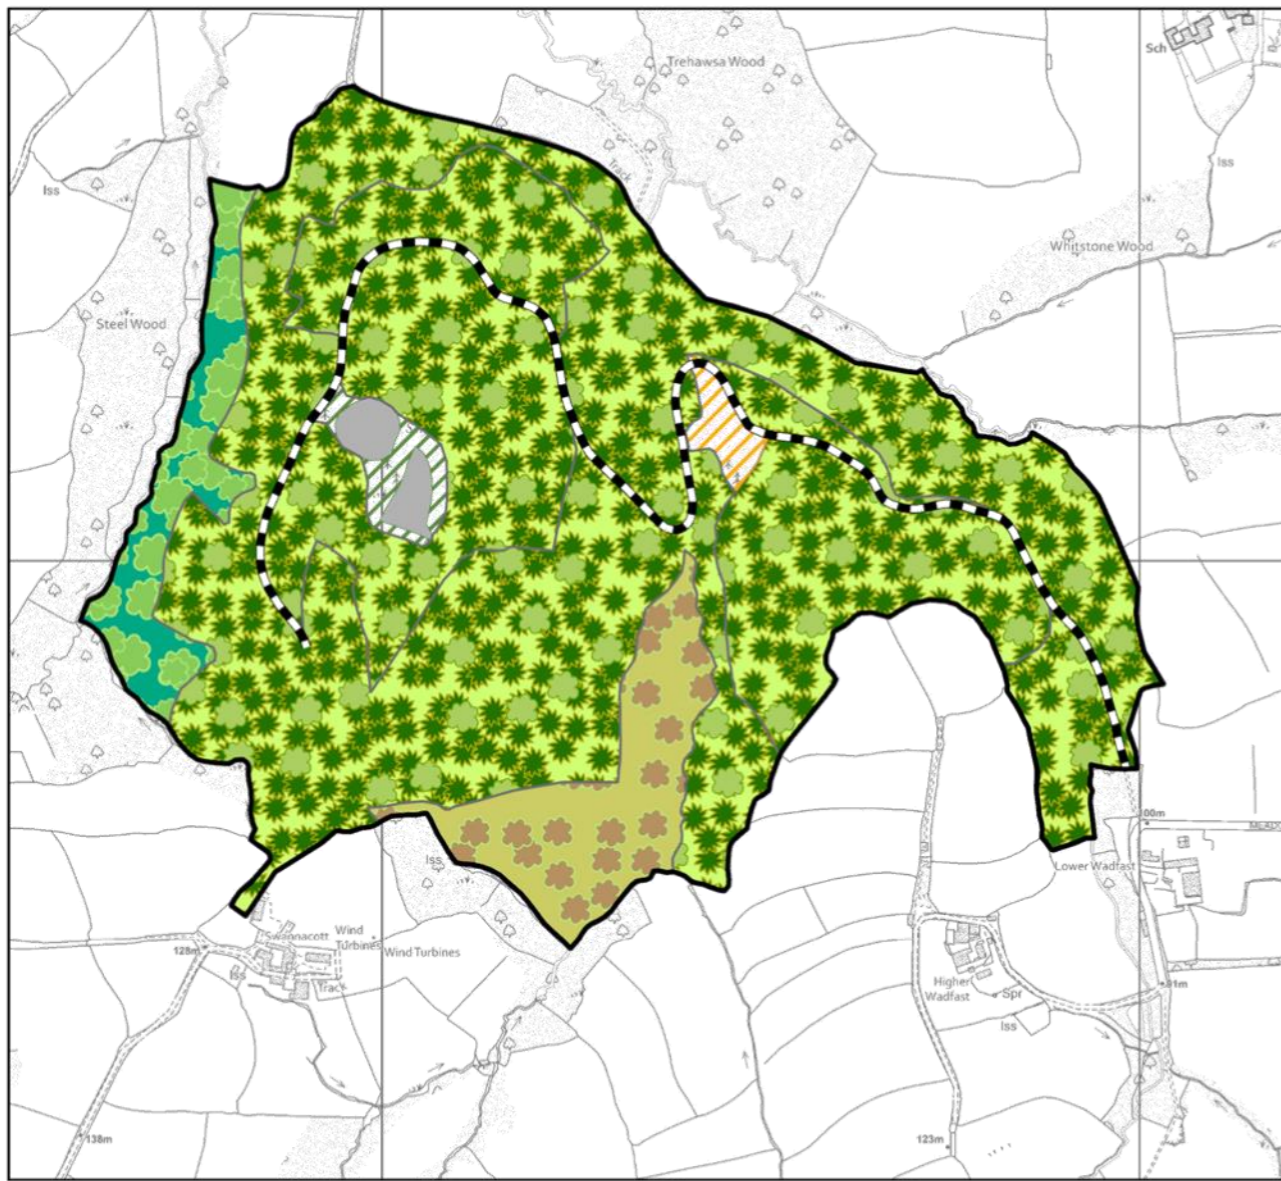 Sch
Trehawsa Wood
Track
Iss
Iss
Whitstone Wood
Steel Wood
00m
Lower Wadfast
Iss
Swannacott
Wind
Turbines
Wind Turbines
128m
Iss
Track
Higher
Wadfast
Spr
91m
Iss
138m
123m